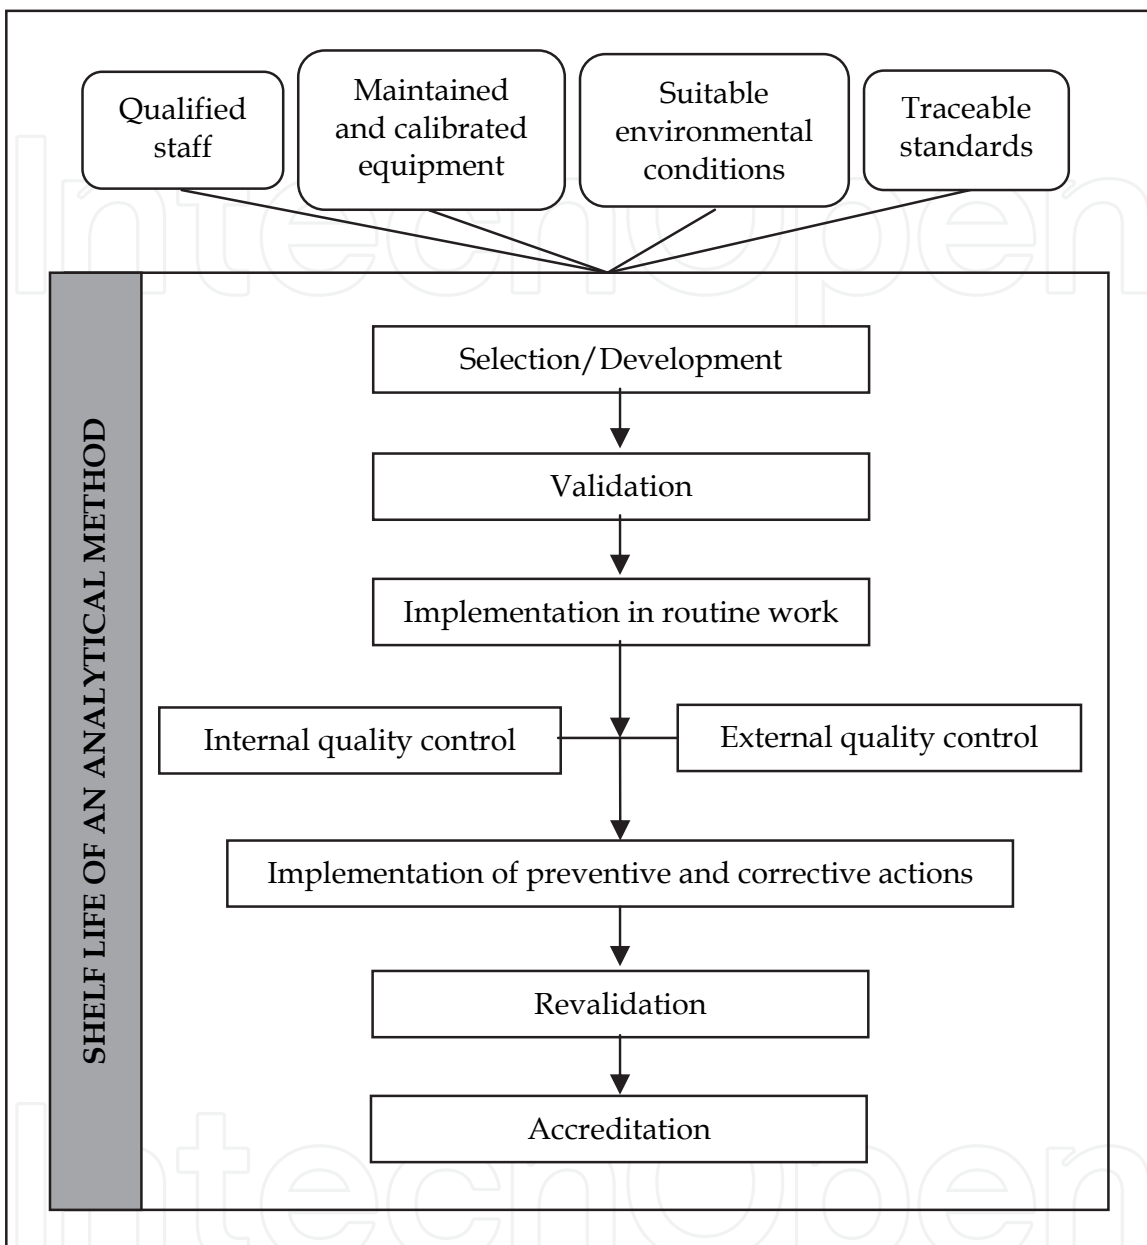 Qualified
staff
Maintained
and calibrated
equipment
Suitable
environmental
conditions
Traceable
standards
SHELF LIFE OF AN ANALYTICAL METHOD
Selection/Development
Validation
Implementation in routine work
Internal quality control
External quality control
Implementation of preventive and corrective actions
Revalidation
Accreditation
IntechOpen
IntechOpen